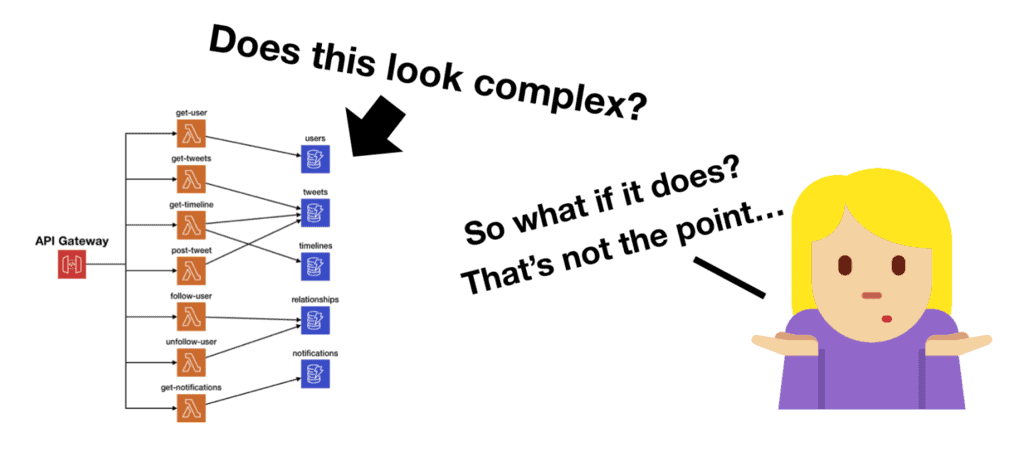 Does this look complex?
So what if it does?
That's not the point...
API Gateway
get-user
get-tweets
get-timeline
post-tweet
follow-user
unfollow-user
get-notifications
users
tweets
timelines
relationships
notifications